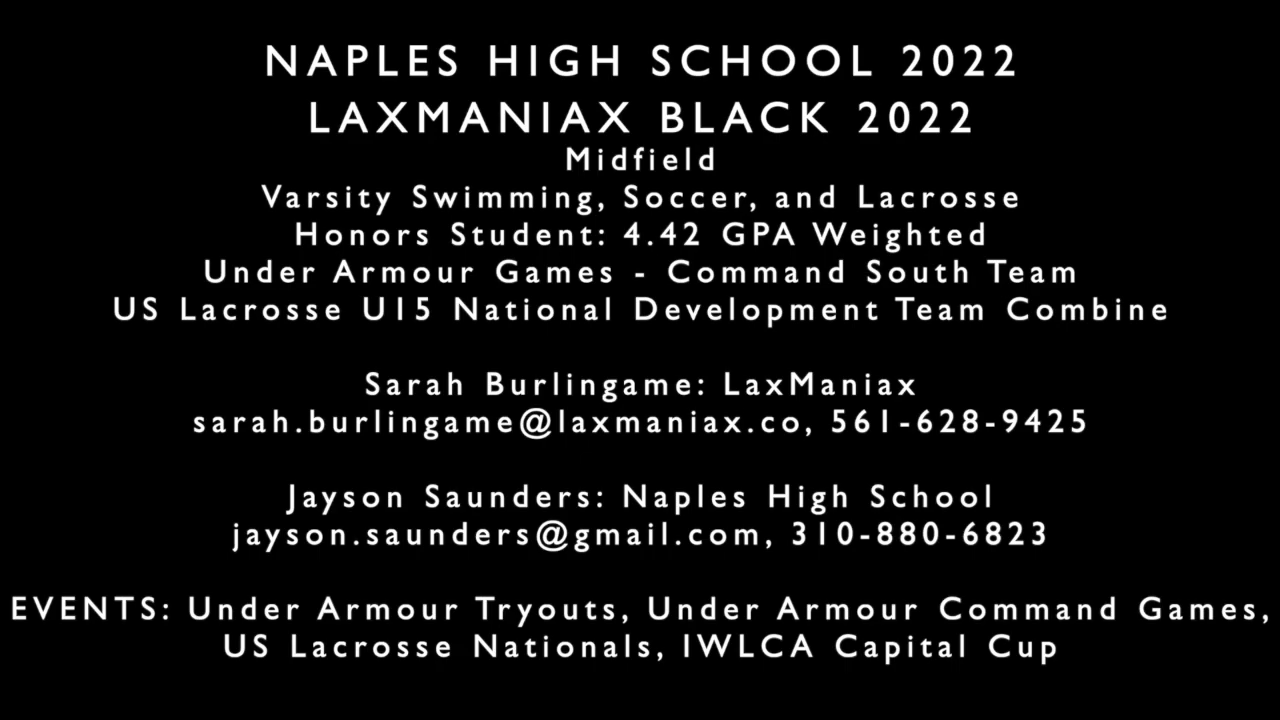 NAPLES HIGH SCHOOL 2022
LAXMANIAX BLACK 2022
Midfield
Varsity Swimming, Soccer, and Lacrosse
Honors Student: 4.42 GPA Weighted
Under Armour Games - Command South Team
US Lacrosse U15 National Development Team Combine
Sarah Burlingame: LaxManiax
sarah.burlingame@laxmaniax.co, 561-628-9425
Jayson Saunders: Naples High School
jayson.saunders@gmail.com, 310-880-6823
EVENTS: Under Armour Tryouts, Under Armour Command Games,
US Lacrosse Nationals, IWLCA Capital Cup